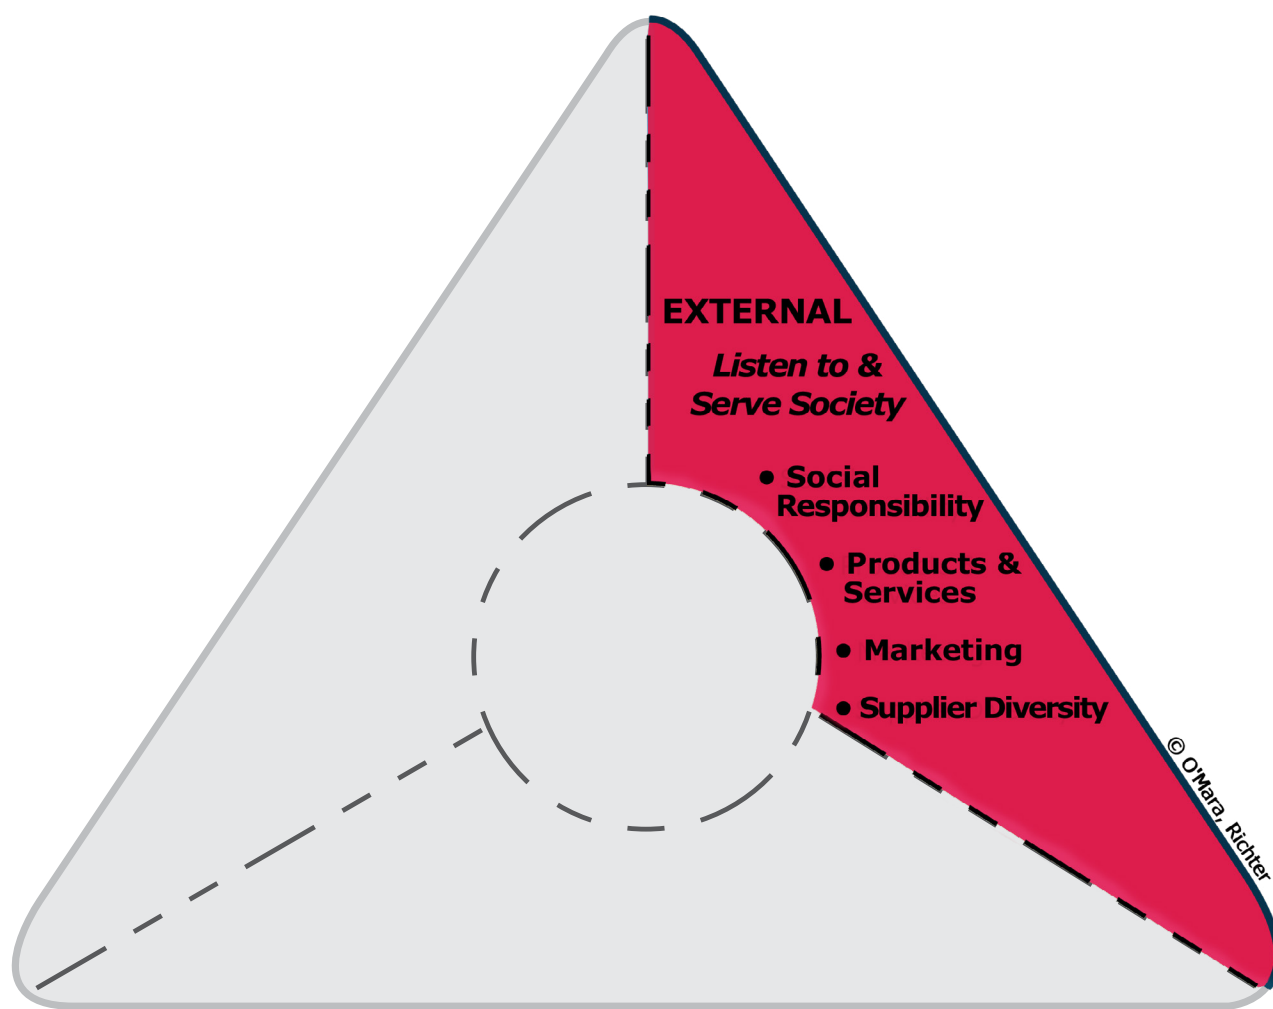 EXTERNAL
Listen to &
Serve Society
• Social
Responsibility
• Products &
Services
• Marketing
• Supplier Diversity
© O'Mara, Richter